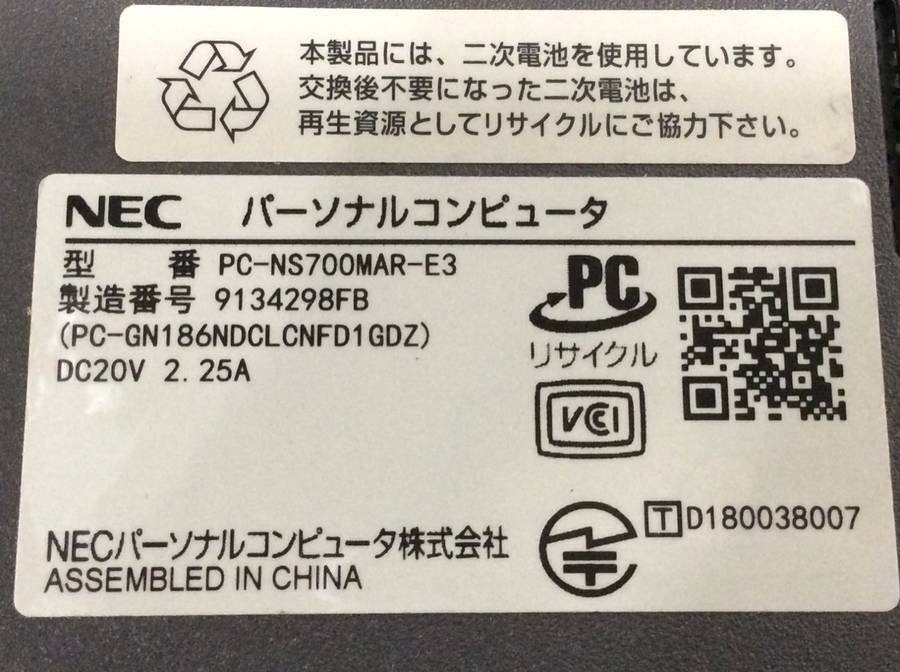 本製品には、二次電池を使用しています。
交換後不要になった二次電池は、
再生資源としてリサイクルにご協力下さい。
NEC パーソナルコンピュータ
型 番 PC-NS700MAR-E3
製造番号 9134298FB
(PC-GN186NDCLCNFD1GDZ)
DC20V 2.25A
PC
リサイクル
VCI
T D180038007
NECパーソナルコンピュータ株式会社
ASSEMBLED IN CHINA